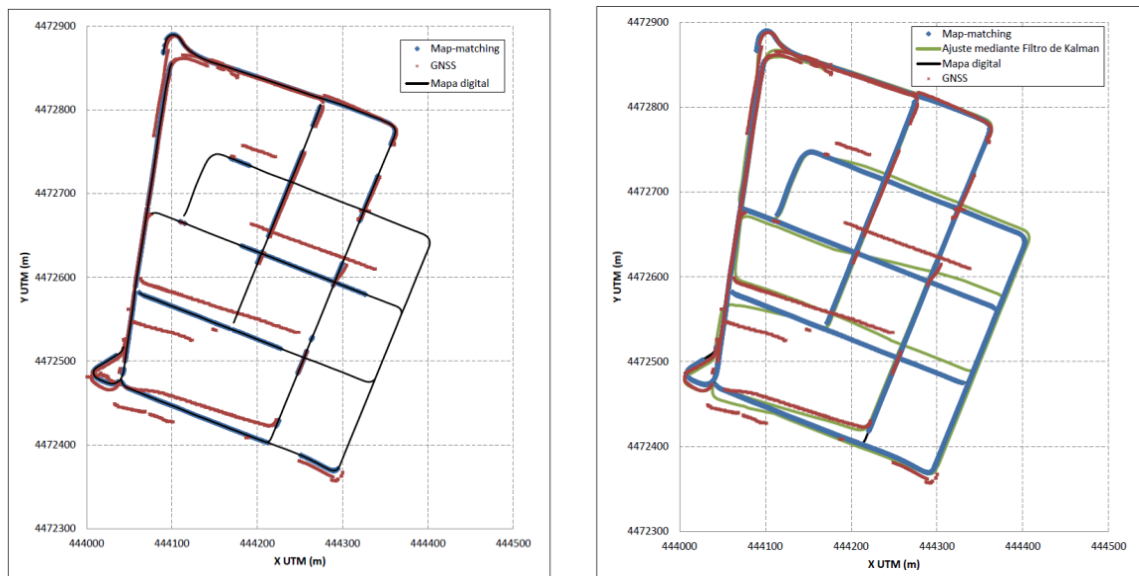 4472900
4472800
4472700
4472600
4472500
4472400
4472300
Y UTM (m)
444000 444100 444200 444300 444400 444500
X UTM (m)
Map-matching
GNSS
Mapa digital
4472900
4472800
4472700
4472600
4472500
4472400
4472300
Y UTM (m)
444000 444100 444200 444300 444400 444500
X UTM (m)
Map-matching
Ajuste mediante Filtro de Kalman
Mapa digital
GNSS